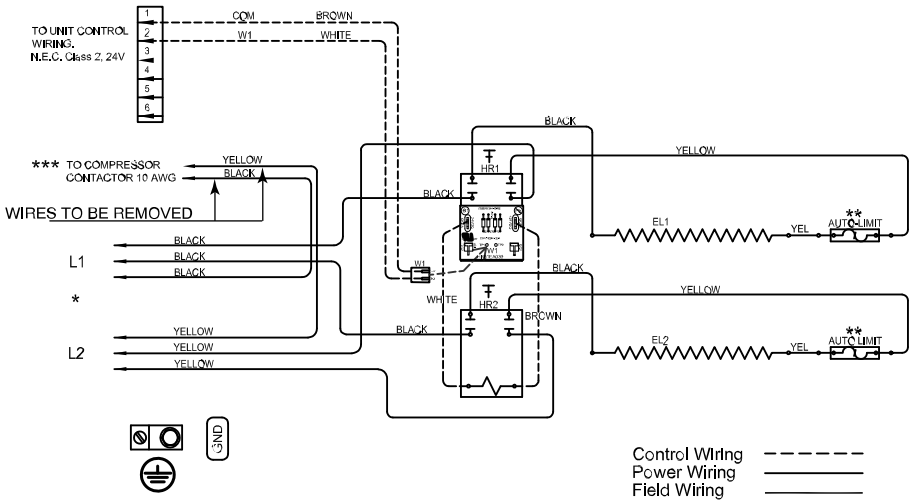 1
COM
BROWN
TO UNIT CONTROL
WIRING.
N.E.C. Class 2, 24V
2
W1
WHITE
3
4
5
6
BLACK
*** TO COMPRESSOR
CONTACTOR 10 AWG
YELLOW
BLACK
HR1
YELLOW
BLACK
WIRES TO BE REMOVED
EL1
YEL
**
AUTO-LIMIT
BLACK
L1
BLACK
BLACK
*
W1
W1
BLACK
WHITE
HR2
BROWN
YELLOW
BLACK
YELLOW
L2
YELLOW
YELLOW
EL2
YEL
**
AUTO LIMIT
GND
Control Wiring
Power Wiring
Field Wiring